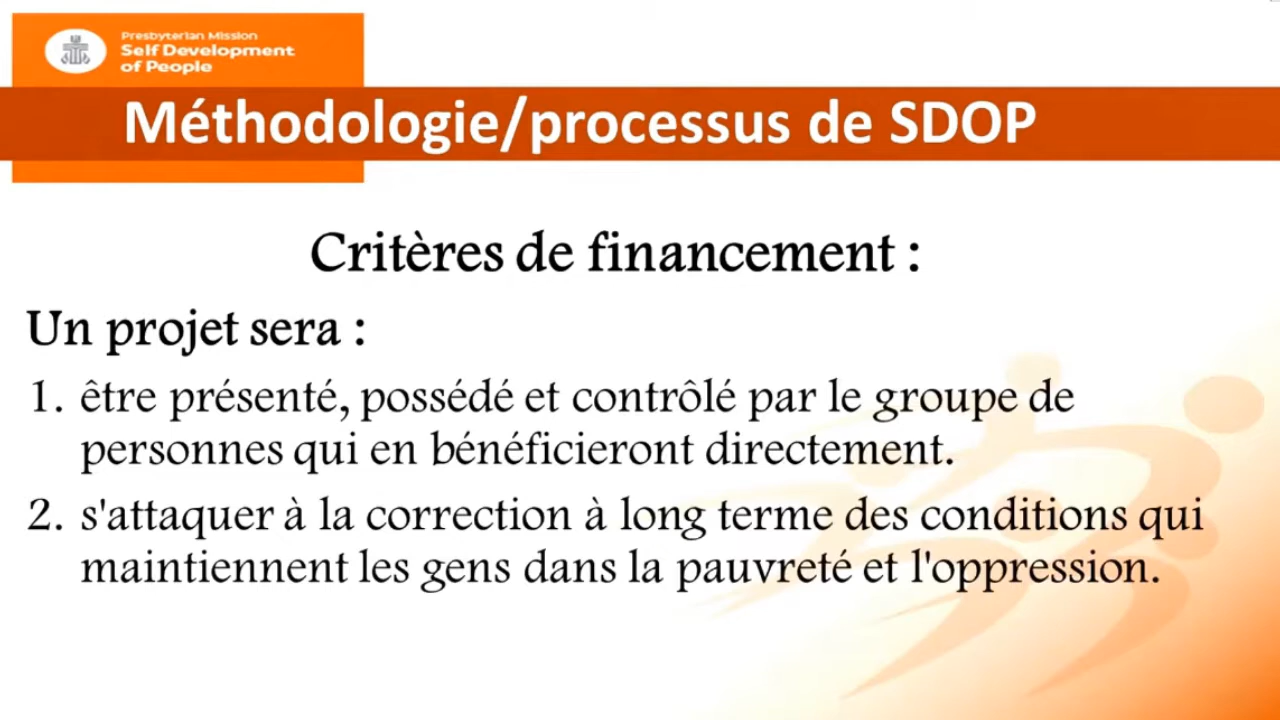 Presbyterian Mission
Self Development
of People
Méthodologie/processus de SDOP
Critères de financement :
Un projet sera :
1. être présenté, possédé et contrôlé par le groupe de
personnes qui en bénéficieront directement.
2. s'attaquer à la correction à long terme des conditions qui
maintiennent les gens dans la pauvreté et l'oppression.